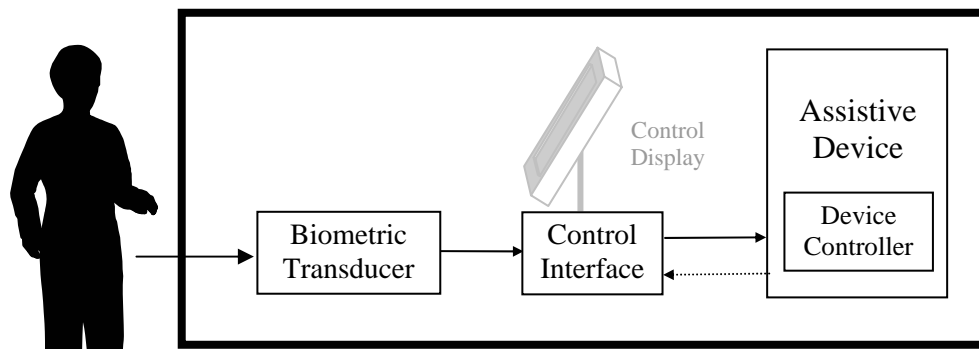 Control
Display
Assistive
Device
Biometric
Transducer
Control
Interface
Device
Controller